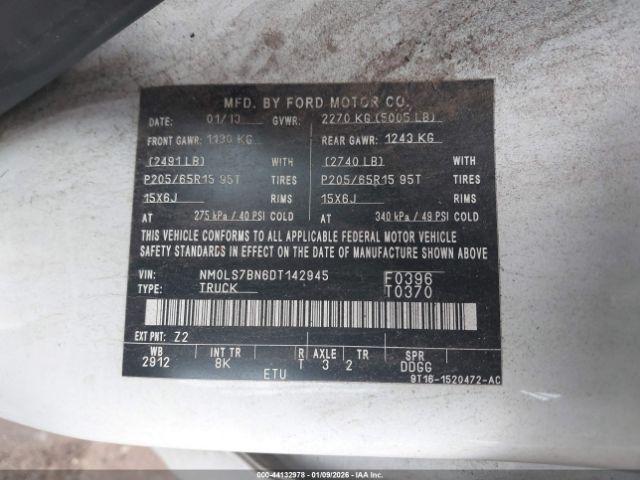 MFD. BY FORD MOTOR CO.
DATE: 01/13 GVWR: 2270 KG (5005 LB)
FRONT GAWR: 1130 KG REAR GAWR: 1243 KG
(2491 LB) WITH (2740 LB) WITH
P205/65R15 95T TIRES P205/65R15 95T TIRES
15X6J RIMS 15X6J RIMS
AT 275 kPa / 40 PSI COLD AT 340 kPa / 49 PSI COLD
THIS VEHICLE CONFORMS TO ALL APPLICABLE FEDERAL MOTOR VEHICLE
SAFETY STANDARDS IN EFFECT ON THE DATE OF MANUFACTURE SHOWN ABOVE
VIN: NM0LS7BN6DT142945 F0396
TYPE: TRUCK T0370
EXT PNT: Z2
WB INT TR R AXLE TR SPR
2912 8K T 3 2 DDGG
ETU 9T16-1520472-AC
000-44132978 - 01/09/2026 - IAA Inc.